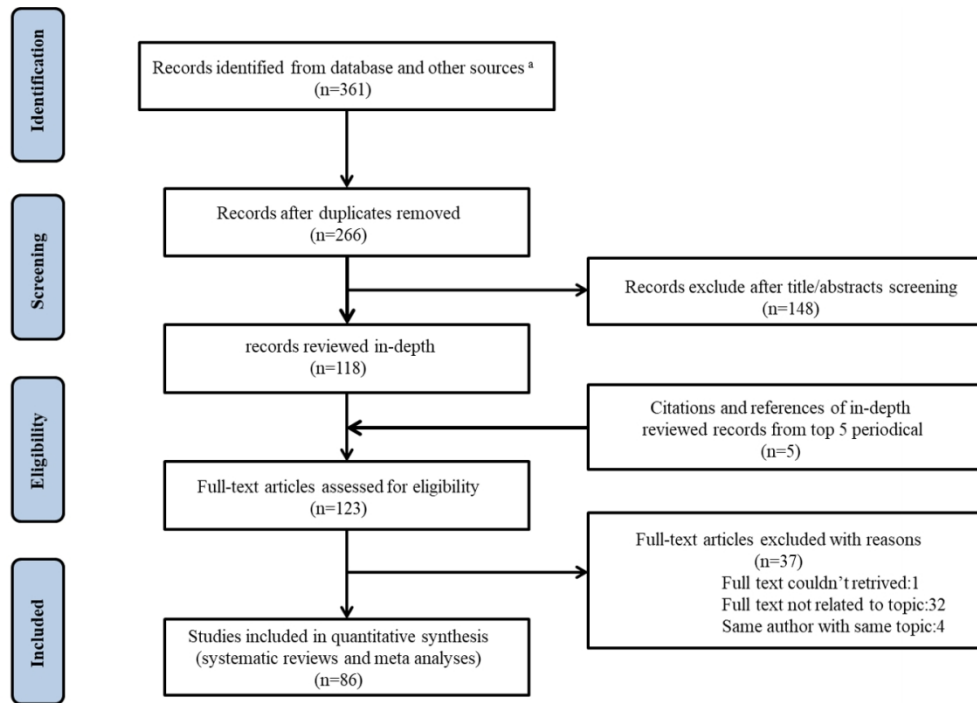 Identification
Records identified from database and other sources ᵃ
(n=361)
Screening
Records after duplicates removed
(n=266)
Records exclude after title/abstracts screening
(n=148)
records reviewed in-depth
(n=118)
Eligibility
Citations and references of in-depth
reviewed records from top 5 periodical
(n=5)
Full-text articles assessed for eligibility
(n=123)
Full-text articles excluded with reasons
(n=37)
Full text couldn't retrived:1
Full text not related to topic:32
Same author with same topic:4
Included
Studies included in quantitative synthesis
(systematic reviews and meta analyses)
(n=86)